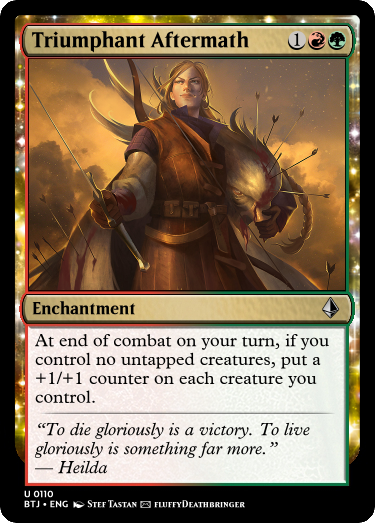 Triumphant Aftermath 1
Enchantment
At end of combat on your turn, if you
control no untapped creatures, put a
+1/+1 counter on each creature you
control.
“To die gloriously is a victory. To live
gloriously is something far more.”
— Heilda
U 0110
BTJ • ENG Stef Tastan fluffyDeathbringer